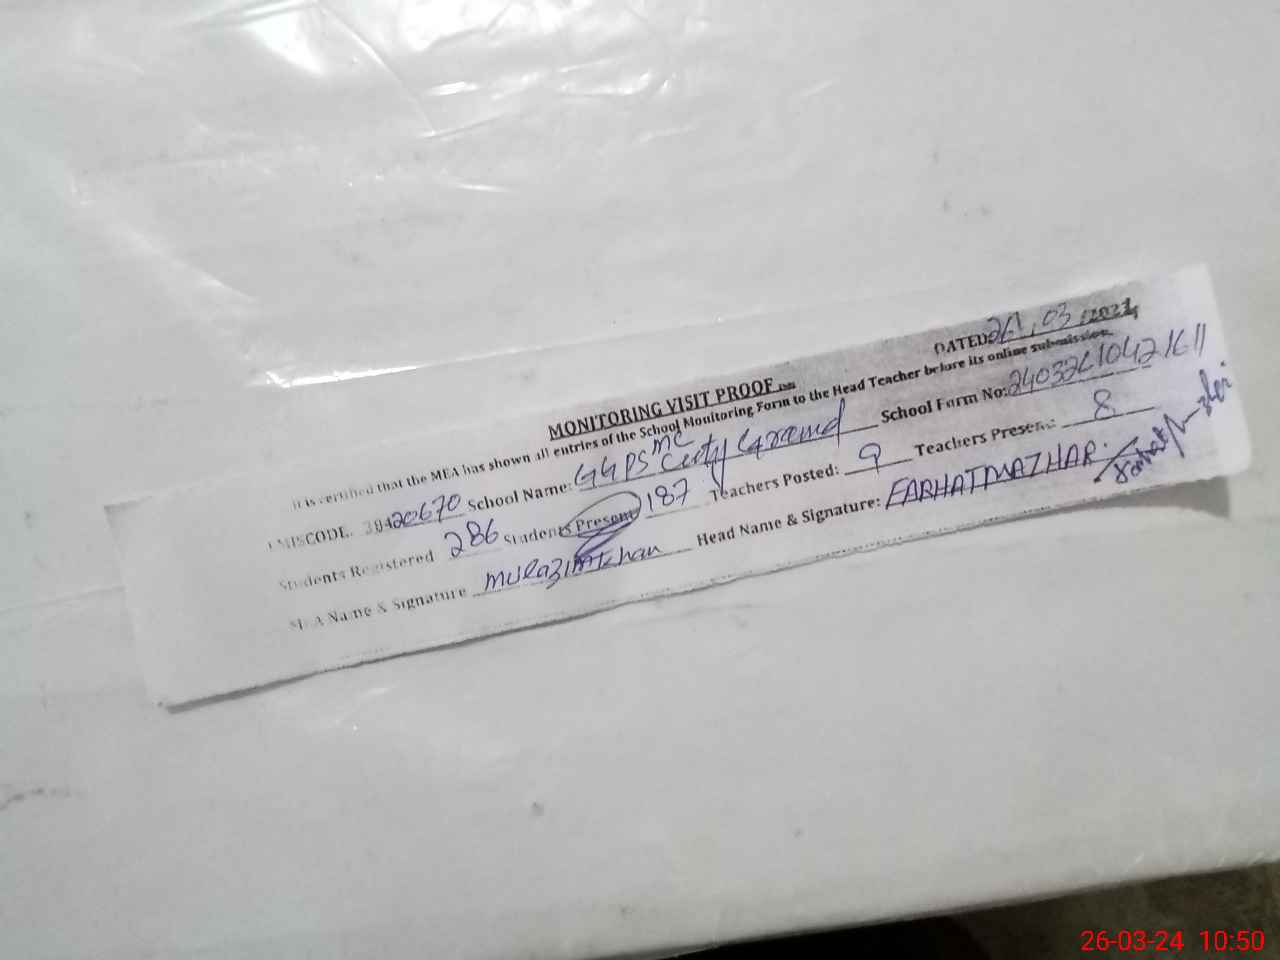 DATED: 26.03/2024
MONITORING VISIT PROOF
It is certified that the MEA has shown all entries of the School Monitoring Form to the Head Teacher before its online submission
EMISCODE. 38420670 School Name: GGPS MC City Ground School Form No: 24032610421611
Students Registered 286 Students Present 187 Teachers Posted: 9 Teachers Present: 8
MEA Name & Signature Mulazim Khan Head Name & Signature: FARHAT MAZHAR.
26-03-24 10:50